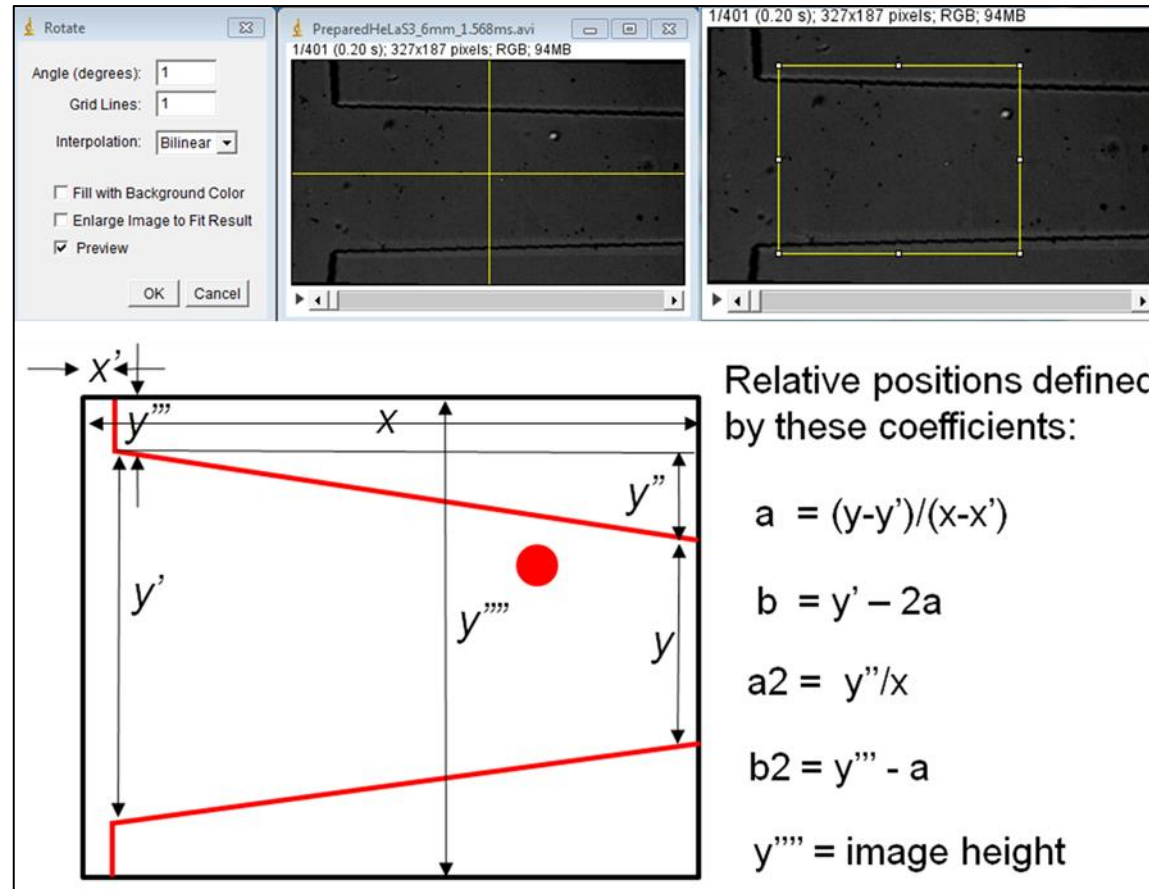 Rotate
Angle (degrees): 1
Grid Lines: 1
Interpolation: Bilinear
Fill with Background Color
Enlarge Image to Fit Result
Preview
OK Cancel
PreparedHeLaS3_6mm_1.568ms.avi
1/401 (0.20 s); 327x187 pixels; RGB; 94MB
1/401 (0.20 s); 327x187 pixels; RGB; 94MB
x’
y’’’
x
y’’
y’
y’’’’
y
Relative positions defined
by these coefficients:
a = (y-y’)/(x-x’)
b = y’ – 2a
a2 = y’’/x
b2 = y’’’ - a
y’’’’ = image height